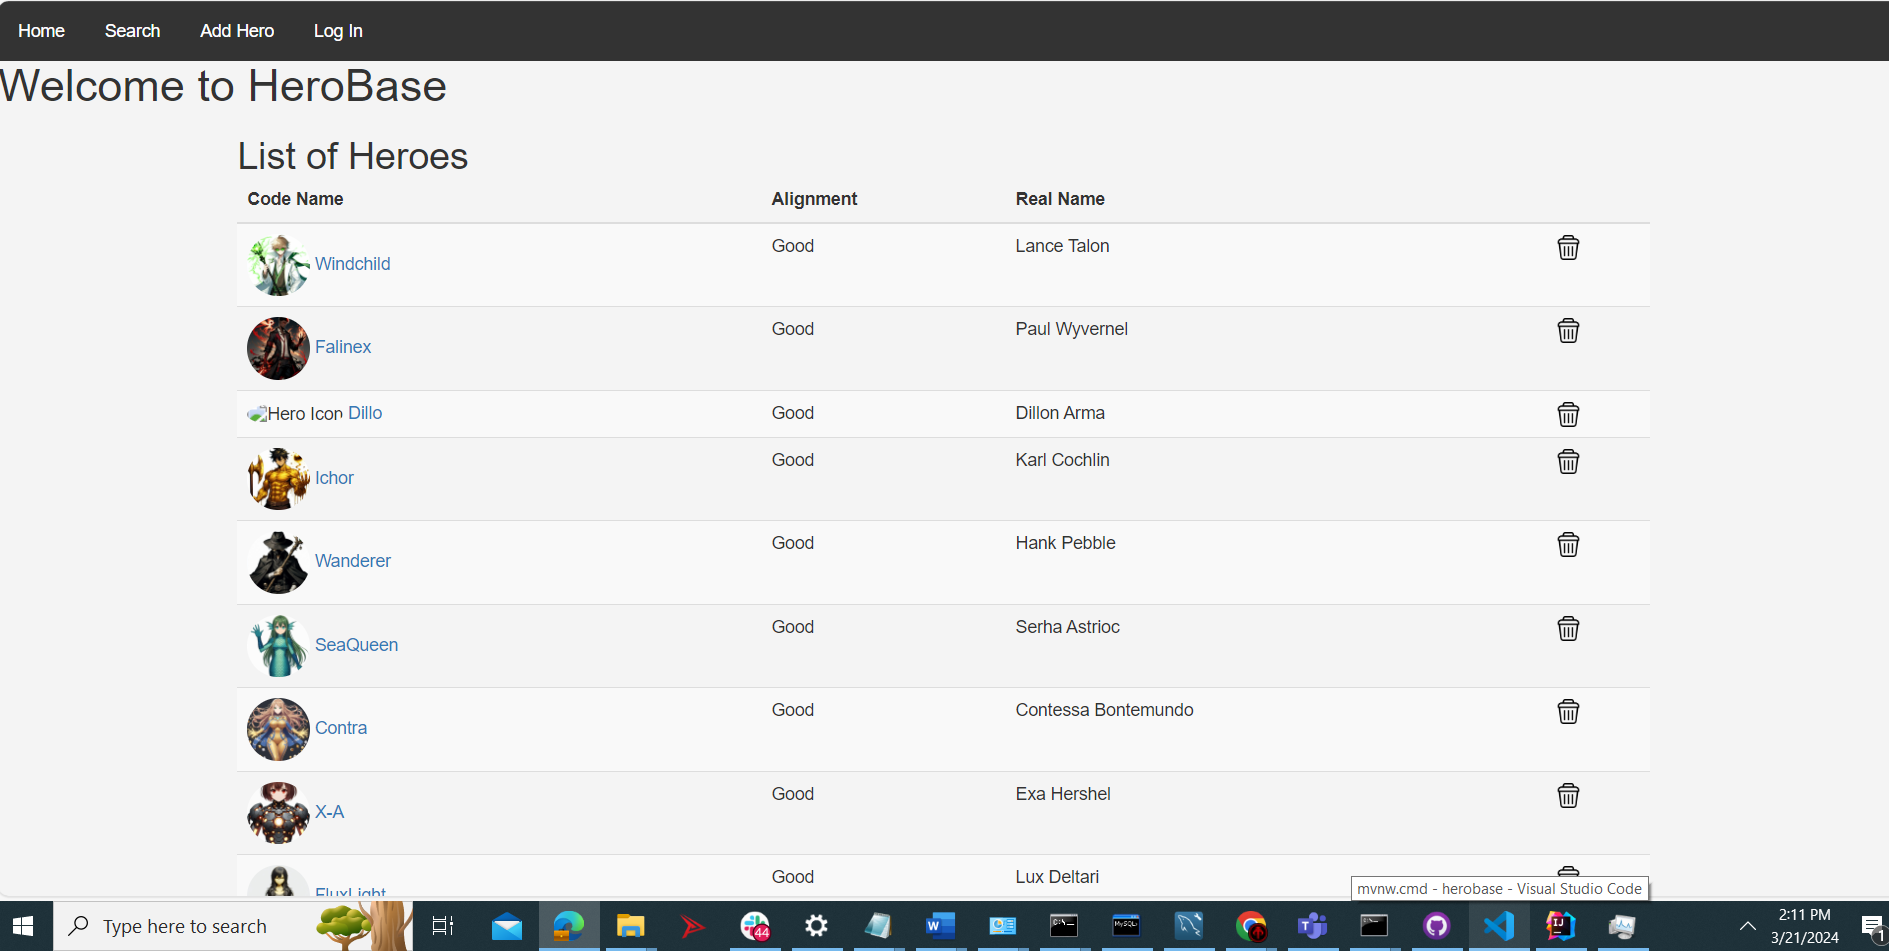 Home Search Add Hero Log In
Welcome to HeroBase
List of Heroes
Code Name Alignment Real Name
Windchild Good Lance Talon
Falinex Good Paul Wyvernel
Hero Icon Dillo Good Dillon Arma
Ichor Good Karl Cochlin
Wanderer Good Hank Pebble
SeaQueen Good Serha Astrioc
Contra Good Contessa Bontemundo
X-A Good Exa Hershel
FluxLight Good Lux Deltari
mvnw.cmd - herobase - Visual Studio Code
Type here to search
44
W
C:\_
MySQL
IJ
2:11 PM
3/21/2024
1